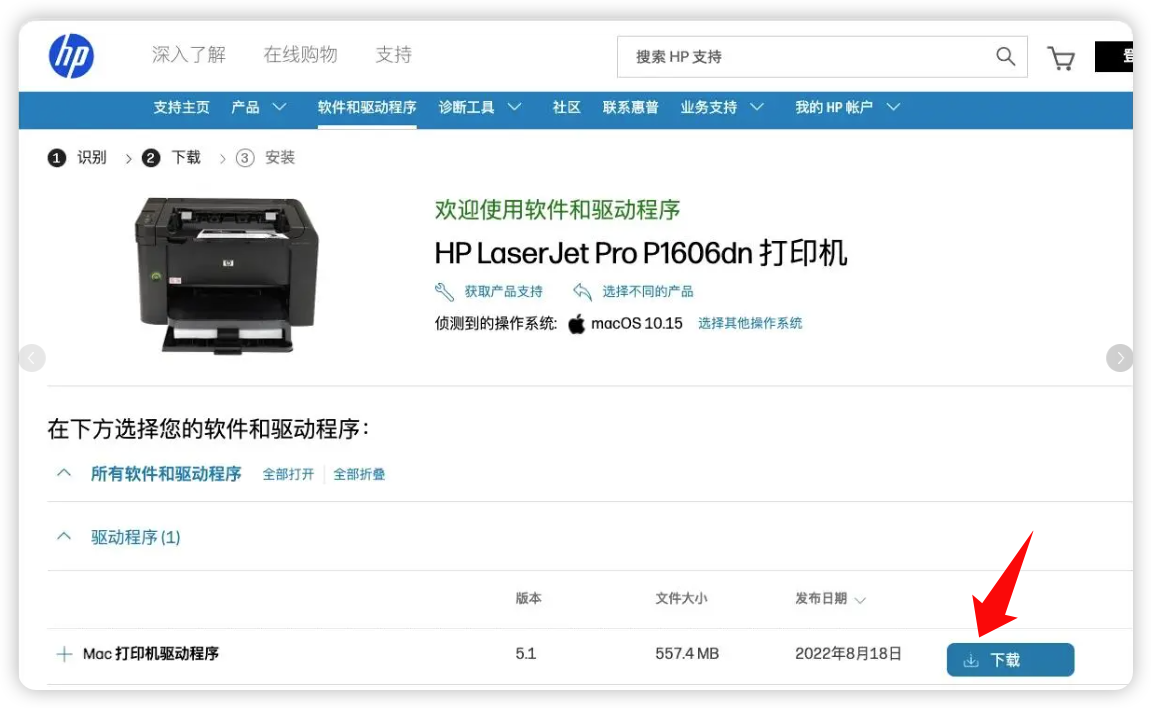 hp 深入了解 在线购物 支持 搜索 HP 支持
支持主页 产品 软件和驱动程序 诊断工具 社区 联系惠普 业务支持 我的 HP 帐户
1 识别 2 下载 3 安装
欢迎使用软件和驱动程序
HP LaserJet Pro P1606dn 打印机
获取产品支持 选择不同的产品
侦测到的操作系统: macOS 10.15 选择其他操作系统
在下方选择您的软件和驱动程序:
所有软件和驱动程序 全部打开 全部折叠
驱动程序 (1)
版本 文件大小 发布日期
Mac 打印机驱动程序 5.1 557.4 MB 2022年8月18日 下载